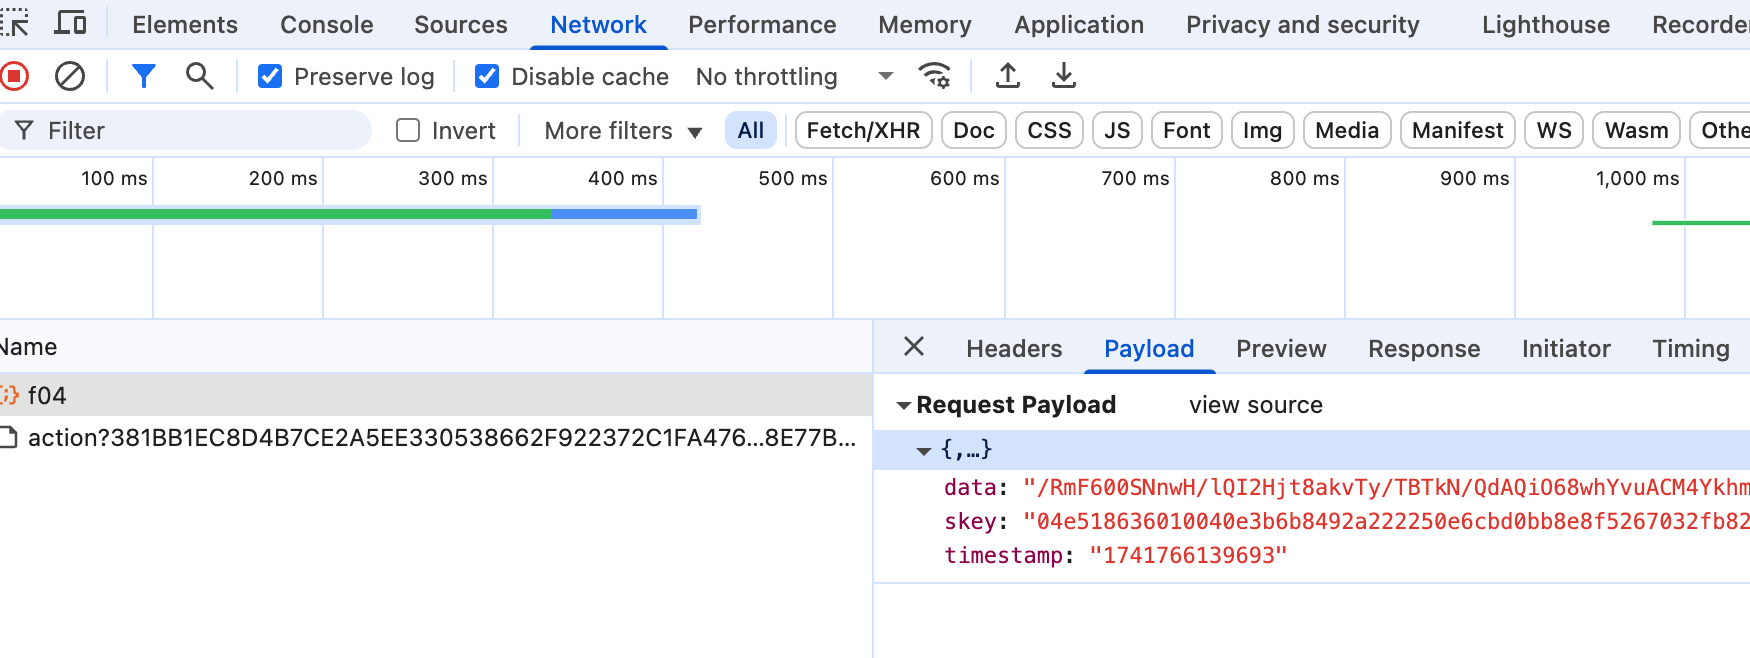 Elements Console Sources Network Performance Memory Application Privacy and security Lighthouse Recorder
Preserve log Disable cache No throttling
Filter Invert More filters All Fetch/XHR Doc CSS JS Font Img Media Manifest WS Wasm Othe
100 ms 200 ms 300 ms 400 ms 500 ms 600 ms 700 ms 800 ms 900 ms 1,000 ms
Name
Headers Payload Preview Response Initiator Timing
f04
Request Payload view source
action?381BB1EC8D4B7CE2A5EE330538662F922372C1FA476...8E77B...
{,…}
data: "/RmF600SNnwH/lQI2Hjt8akvTy/TBTkN/QdAQiO68whYvuACM4Ykhm
skey: "04e518636010040e3b6b8492a222250e6cbd0bb8e8f5267032fb82
timestamp: "1741766139693"